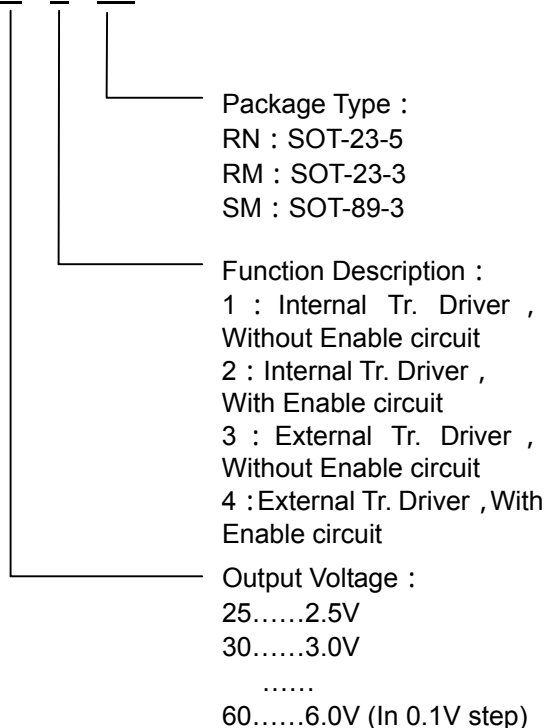 Package Type：
RN：SOT-23-5
RM：SOT-23-3
SM：SOT-89-3
Function Description：
1：Internal Tr. Driver，
Without Enable circuit
2：Internal Tr. Driver，
With Enable circuit
3：External Tr. Driver，
Without Enable circuit
4：External Tr. Driver，With
Enable circuit
Output Voltage：
25……2.5V
30……3.0V
……
60……6.0V (In 0.1V step)